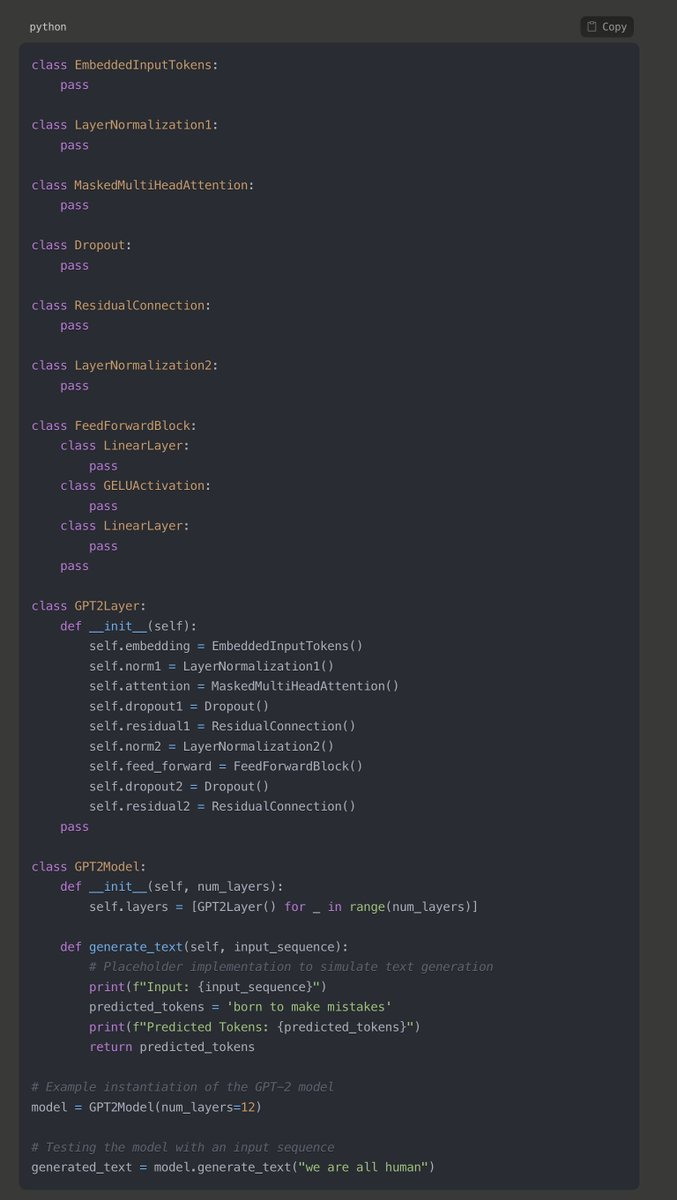 python
Copy
class EmbeddedInputTokens:
    pass

class LayerNormalization1:
    pass

class MaskedMultiHeadAttention:
    pass

class Dropout:
    pass

class ResidualConnection:
    pass

class LayerNormalization2:
    pass

class FeedForwardBlock:
    class LinearLayer:
        pass
    class GELUActivation:
        pass
    class LinearLayer:
        pass
    pass

class GPT2Layer:
    def __init__(self):
        self.embedding = EmbeddedInputTokens()
        self.norm1 = LayerNormalization1()
        self.attention = MaskedMultiHeadAttention()
        self.dropout1 = Dropout()
        self.residual1 = ResidualConnection()
        self.norm2 = LayerNormalization2()
        self.feed_forward = FeedForwardBlock()
        self.dropout2 = Dropout()
        self.residual2 = ResidualConnection()
    pass

class GPT2Model:
    def __init__(self, num_layers):
        self.layers = [GPT2Layer() for _ in range(num_layers)]

    def generate_text(self, input_sequence):
        # Placeholder implementation to simulate text generation
        print(f"Input: {input_sequence}")
        predicted_tokens = 'born to make mistakes'
        print(f"Predicted Tokens: {predicted_tokens}")
        return predicted_tokens

# Example instantiation of the GPT-2 model
model = GPT2Model(num_layers=12)

# Testing the model with an input sequence
generated_text = model.generate_text("we are all human")